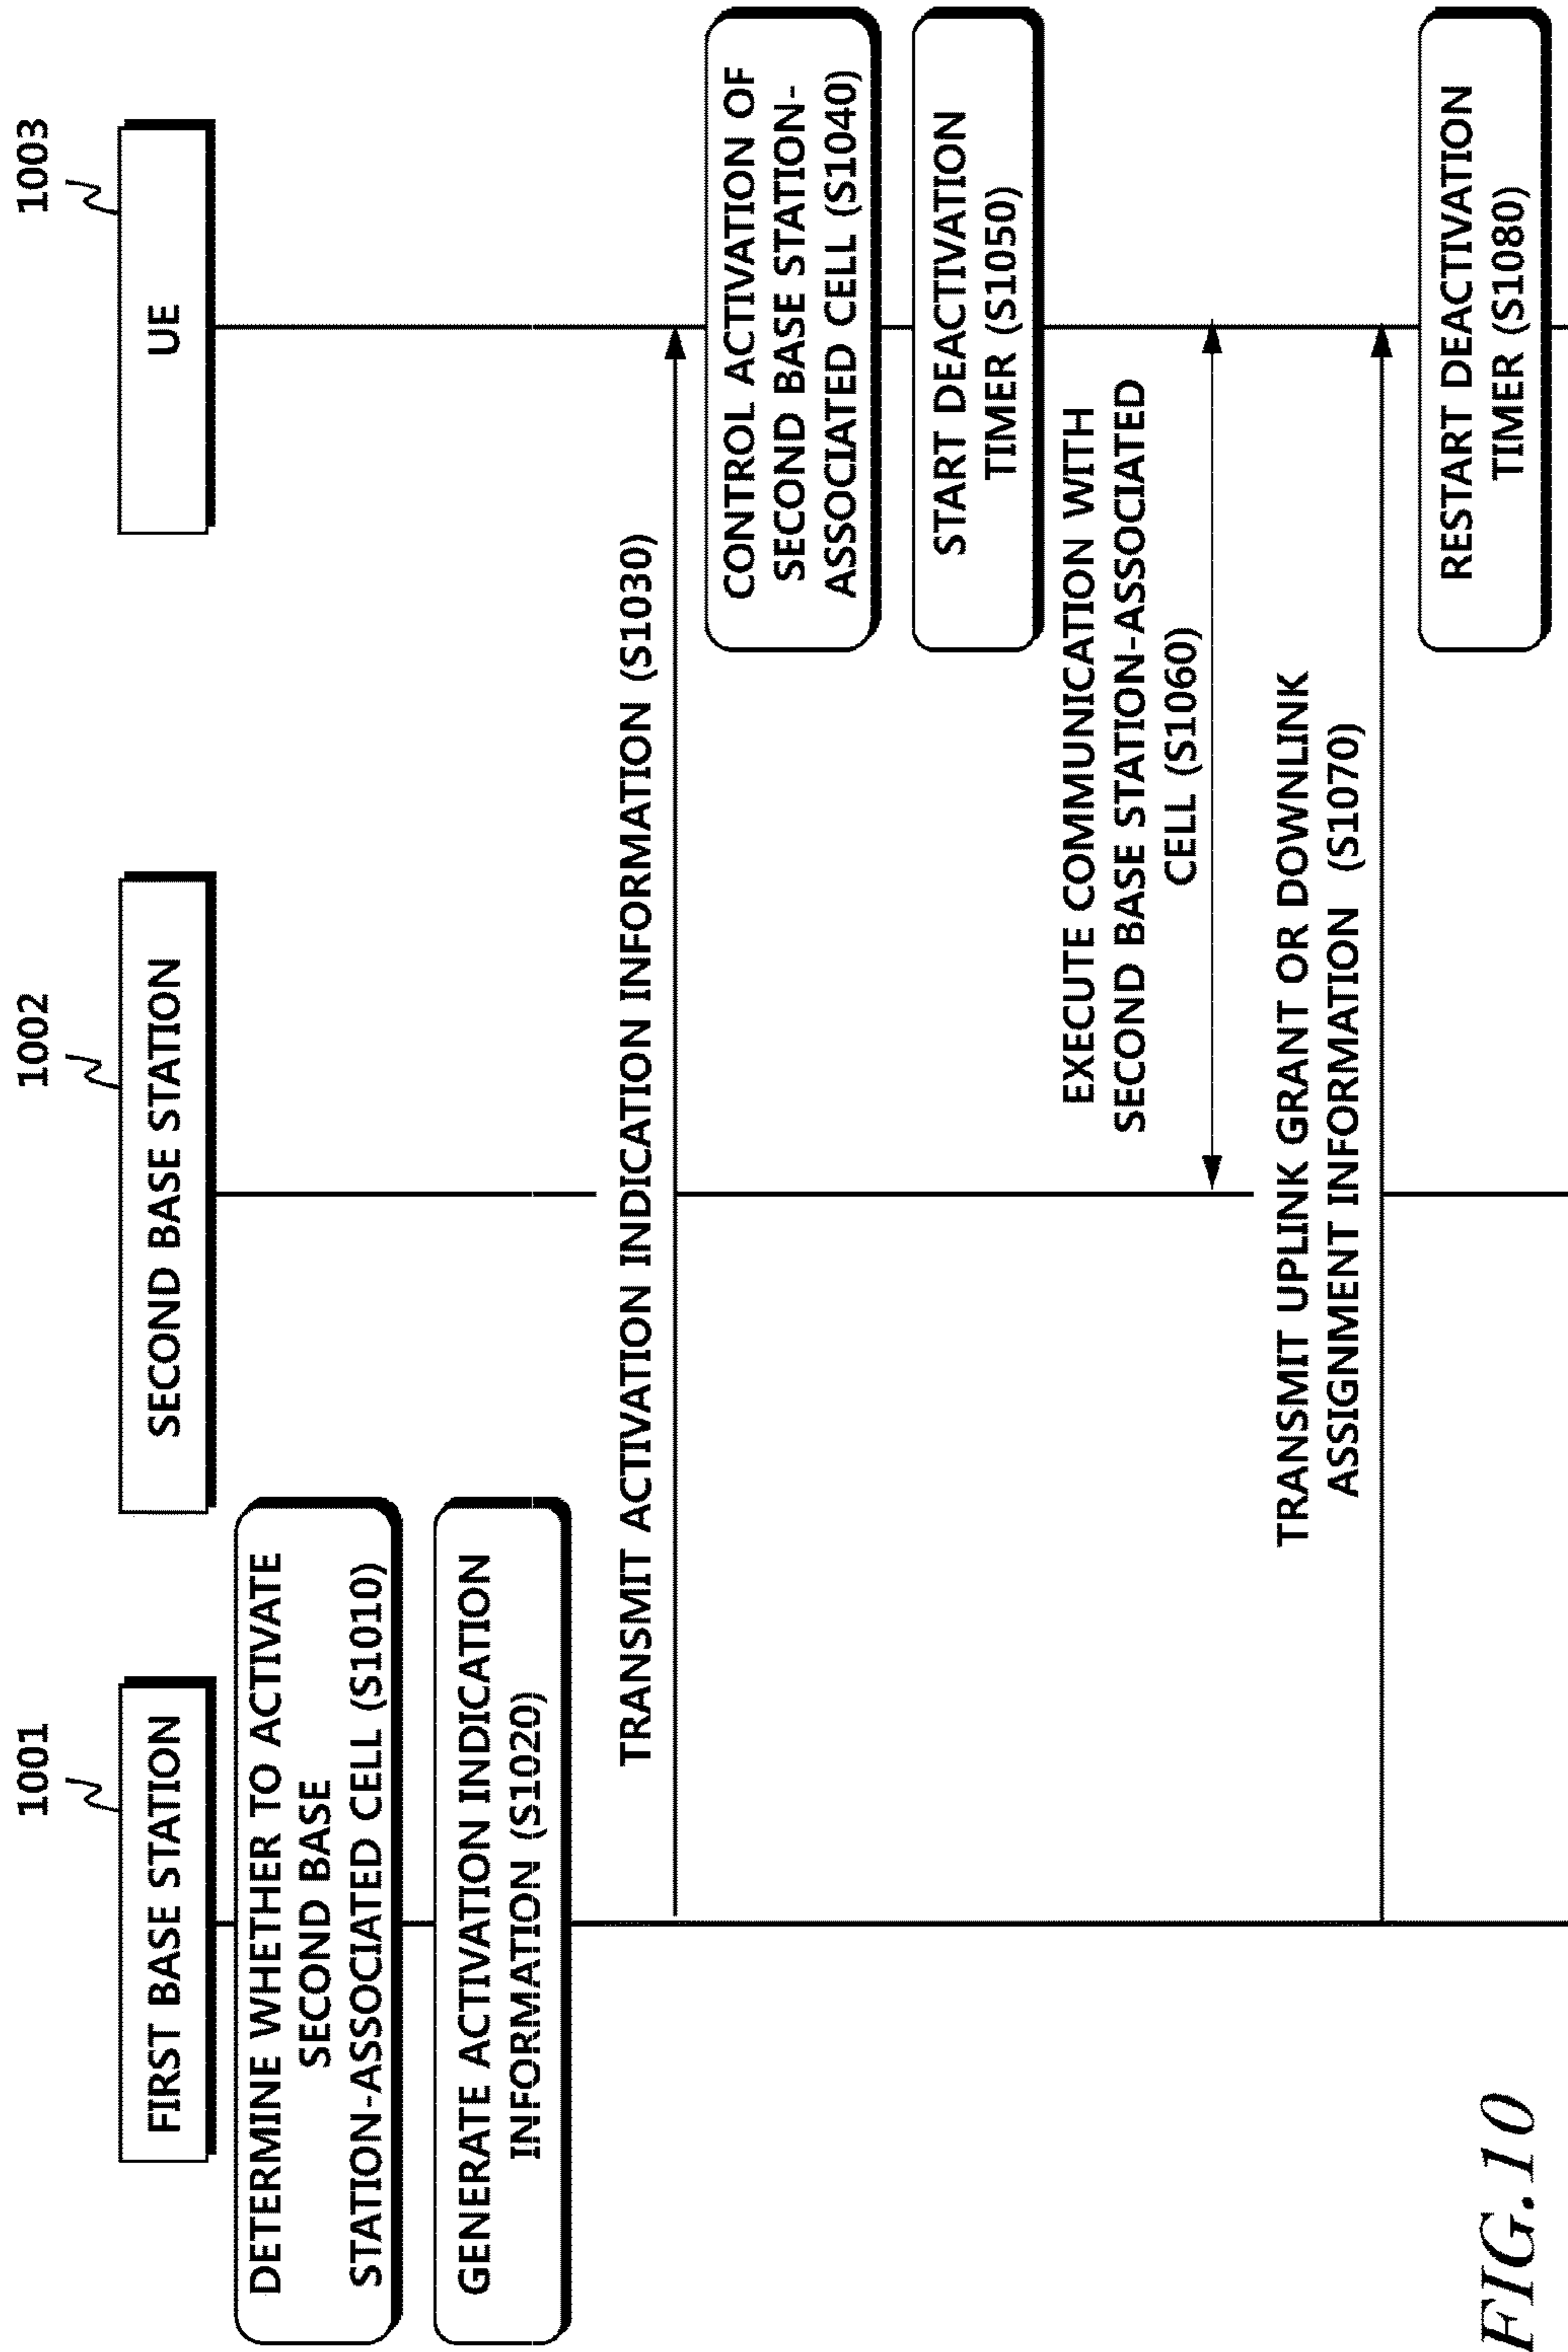 1001
1002
1003
FIRST BASE STATION
SECOND BASE STATION
UE
DETERMINE WHETHER TO ACTIVATE
SECOND BASE
STATION-ASSOCIATED CELL (S1010)
GENERATE ACTIVATION INDICATION
INFORMATION (S1020)
TRANSMIT ACTIVATION INDICATION INFORMATION (S1030)
CONTROL ACTIVATION OF
SECOND BASE STATION-
ASSOCIATED CELL (S1040)
START DEACTIVATION
TIMER (S1050)
EXECUTE COMMUNICATION WITH
SECOND BASE STATION-ASSOCIATED
CELL (S1060)
TRANSMIT UPLINK GRANT OR DOWNLINK
ASSIGNMENT INFORMATION (S1070)
RESTART DEACTIVATION
TIMER (S1080)
FIG.10